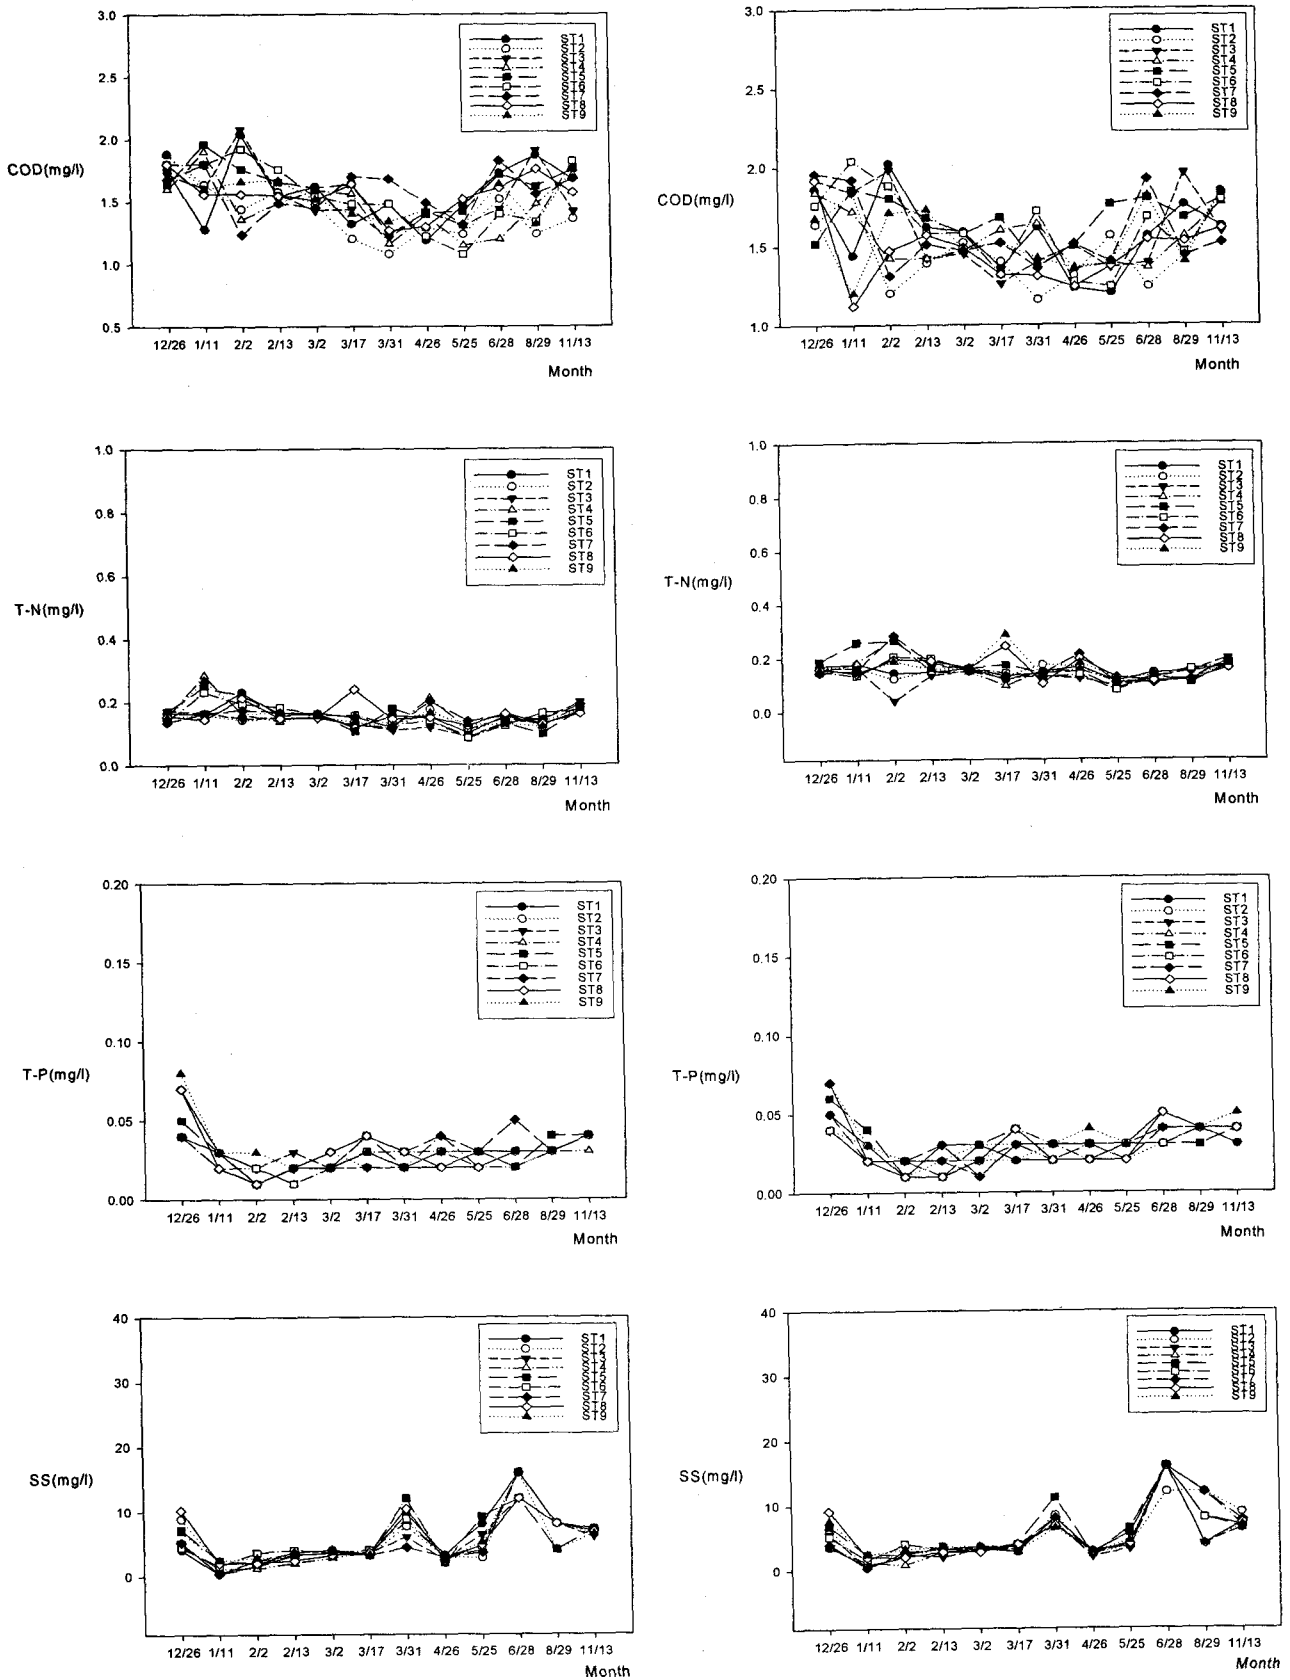 3.0
2.5
2.0
1.5
1.0
0.5
COD(mg/l)
ST1
ST2
ST3
ST4
ST5
ST6
ST7
ST8
ST9
12/26 1/11 2/2 2/13 3/2 3/17 3/31 4/26 5/25 6/28 8/29 11/13
Month
3.0
2.5
2.0
1.5
1.0
COD(mg/l)
ST1
ST2
ST3
ST4
ST5
ST6
ST7
ST8
ST9
12/26 1/11 2/2 2/13 3/2 3/17 3/31 4/26 5/25 6/28 8/29 11/13
Month
1.0
0.8
0.6
0.4
0.2
0.0
T-N(mg/l)
ST1
ST2
ST3
ST4
ST5
ST6
ST7
ST8
ST9
12/26 1/11 2/2 2/13 3/2 3/17 3/31 4/26 5/25 6/28 8/29 11/13
Month
1.0
0.8
0.6
0.4
0.2
0.0
T-N(mg/l)
ST1
ST2
ST3
ST4
ST5
ST6
ST7
ST8
ST9
12/26 1/11 2/2 2/13 3/2 3/17 3/31 4/26 5/25 6/28 8/29 11/13
Month
0.20
0.15
0.10
0.05
0.00
T-P(mg/l)
ST1
ST2
ST3
ST4
ST5
ST6
ST7
ST8
ST9
12/26 1/11 2/2 2/13 3/2 3/17 3/31 4/26 5/25 6/28 8/29 11/13
Month
0.20
0.15
0.10
0.05
0.00
T-P(mg/l)
ST1
ST2
ST3
ST4
ST5
ST6
ST7
ST8
ST9
12/26 1/11 2/2 2/13 3/2 3/17 3/31 4/26 5/25 6/28 8/29 11/13
Month
40
30
20
10
0
SS(mg/l)
ST1
ST2
ST3
ST4
ST5
ST6
ST7
ST8
ST9
12/26 1/11 2/2 2/13 3/2 3/17 3/31 4/26 5/25 6/28 8/29 11/13
Month
40
30
20
10
0
SS(mg/l)
ST1
ST2
ST3
ST4
ST5
ST6
ST7
ST8
ST9
12/26 1/11 2/2 2/13 3/2 3/17 3/31 4/26 5/25 6/28 8/29 11/13
Month